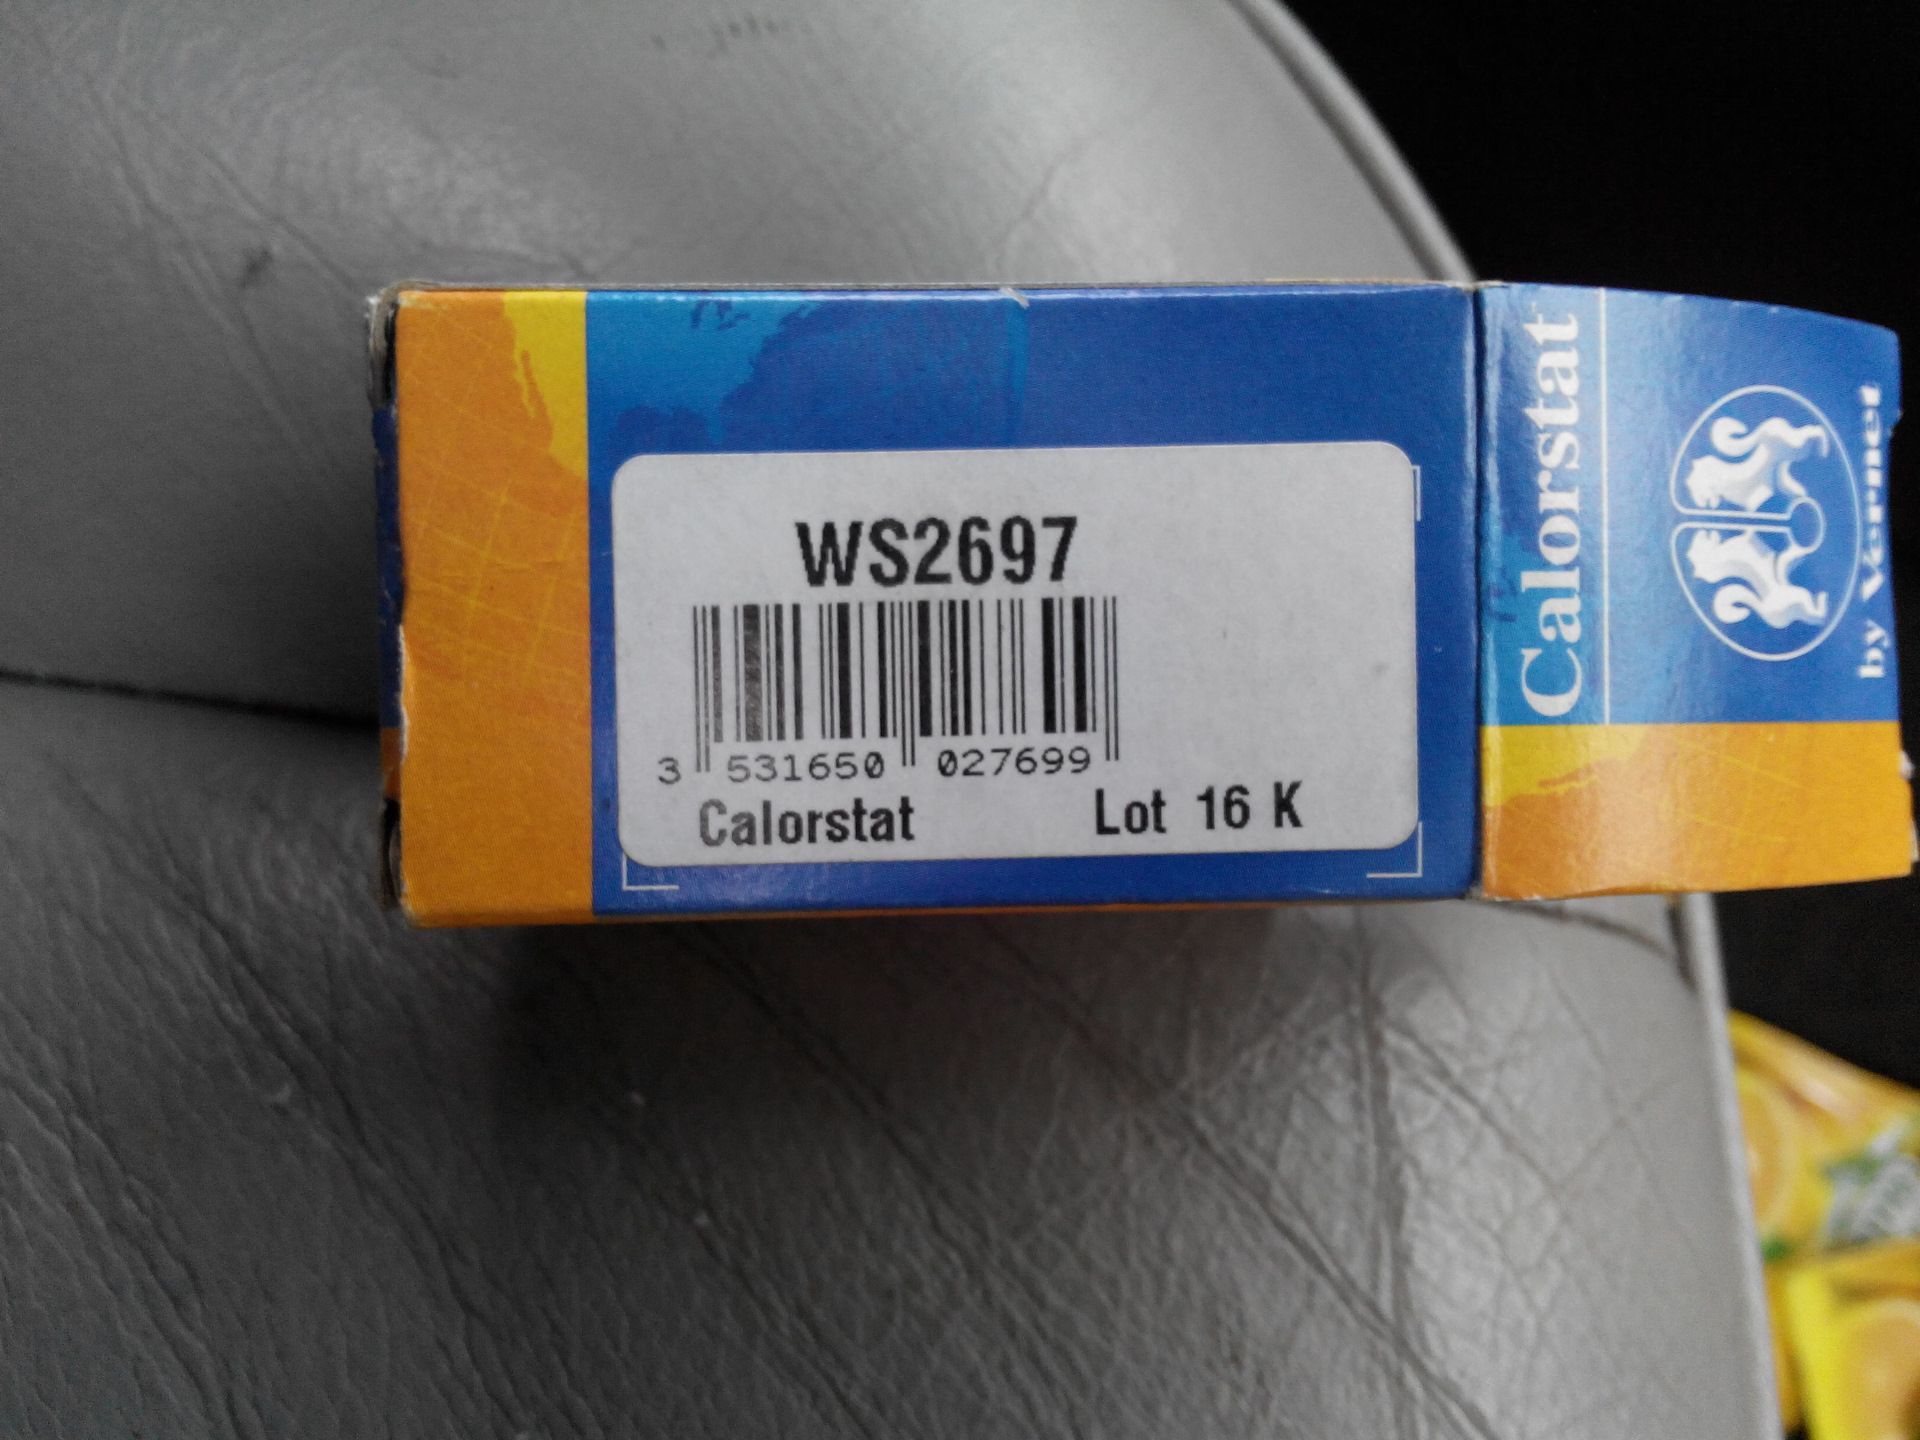 WS2697
3 531650 027699
Calorstat
Lot 16 K
Calorstat
by Vernet